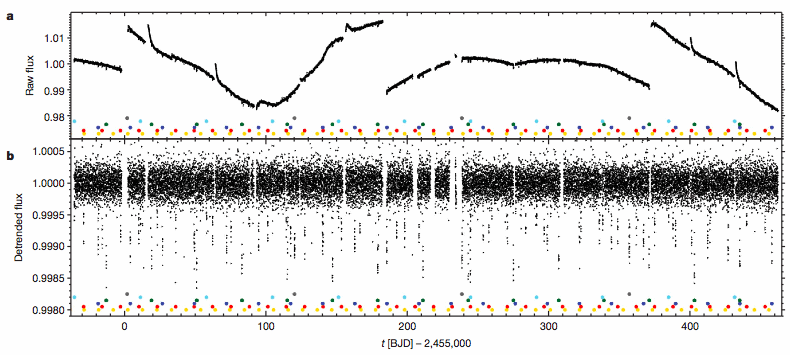 a
Raw flux
1.01
1.00
0.99
0.98
b
Detrended flux
1.0005
1.0000
0.9995
0.9990
0.9985
0.9980
0 100 200 300 400
t [BJD] – 2,455,000